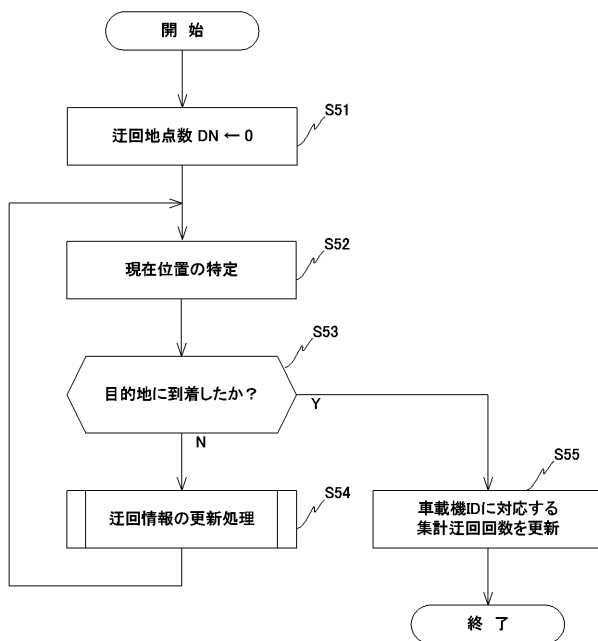 開 始
S51
迂回地点数 DN ← 0
S52
現在位置の特定
S53
目的地に到着したか？
Y
N
S54
迂回情報の更新処理
S55
車載機IDに対応する
集計迂回回数を更新
終 了